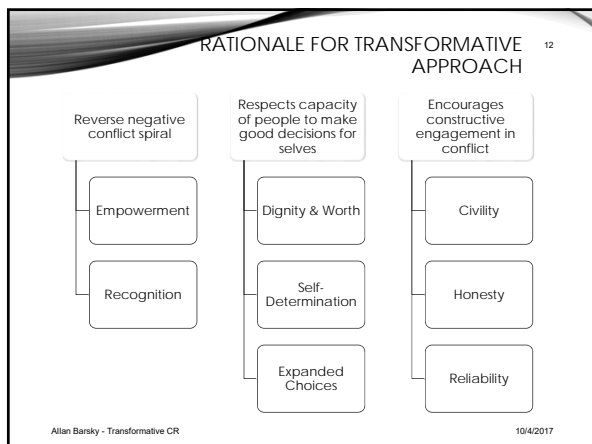 RATIONALE FOR TRANSFORMATIVE
APPROACH
12
Reverse negative
conflict spiral
Empowerment
Recognition
Respects capacity
of people to make
good decisions for
selves
Dignity & Worth
Self-
Determination
Expanded
Choices
Encourages
constructive
engagement in
conflict
Civility
Honesty
Reliability
Allan Barsky - Transformative CR
10/4/2017